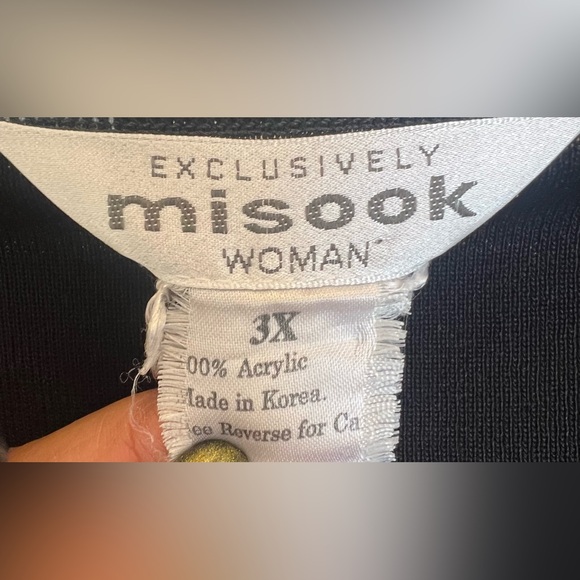 EXCLUSIVELY
misook
WOMAN
3X
00% Acrylic
Made in Korea.
ee Reverse for Ca